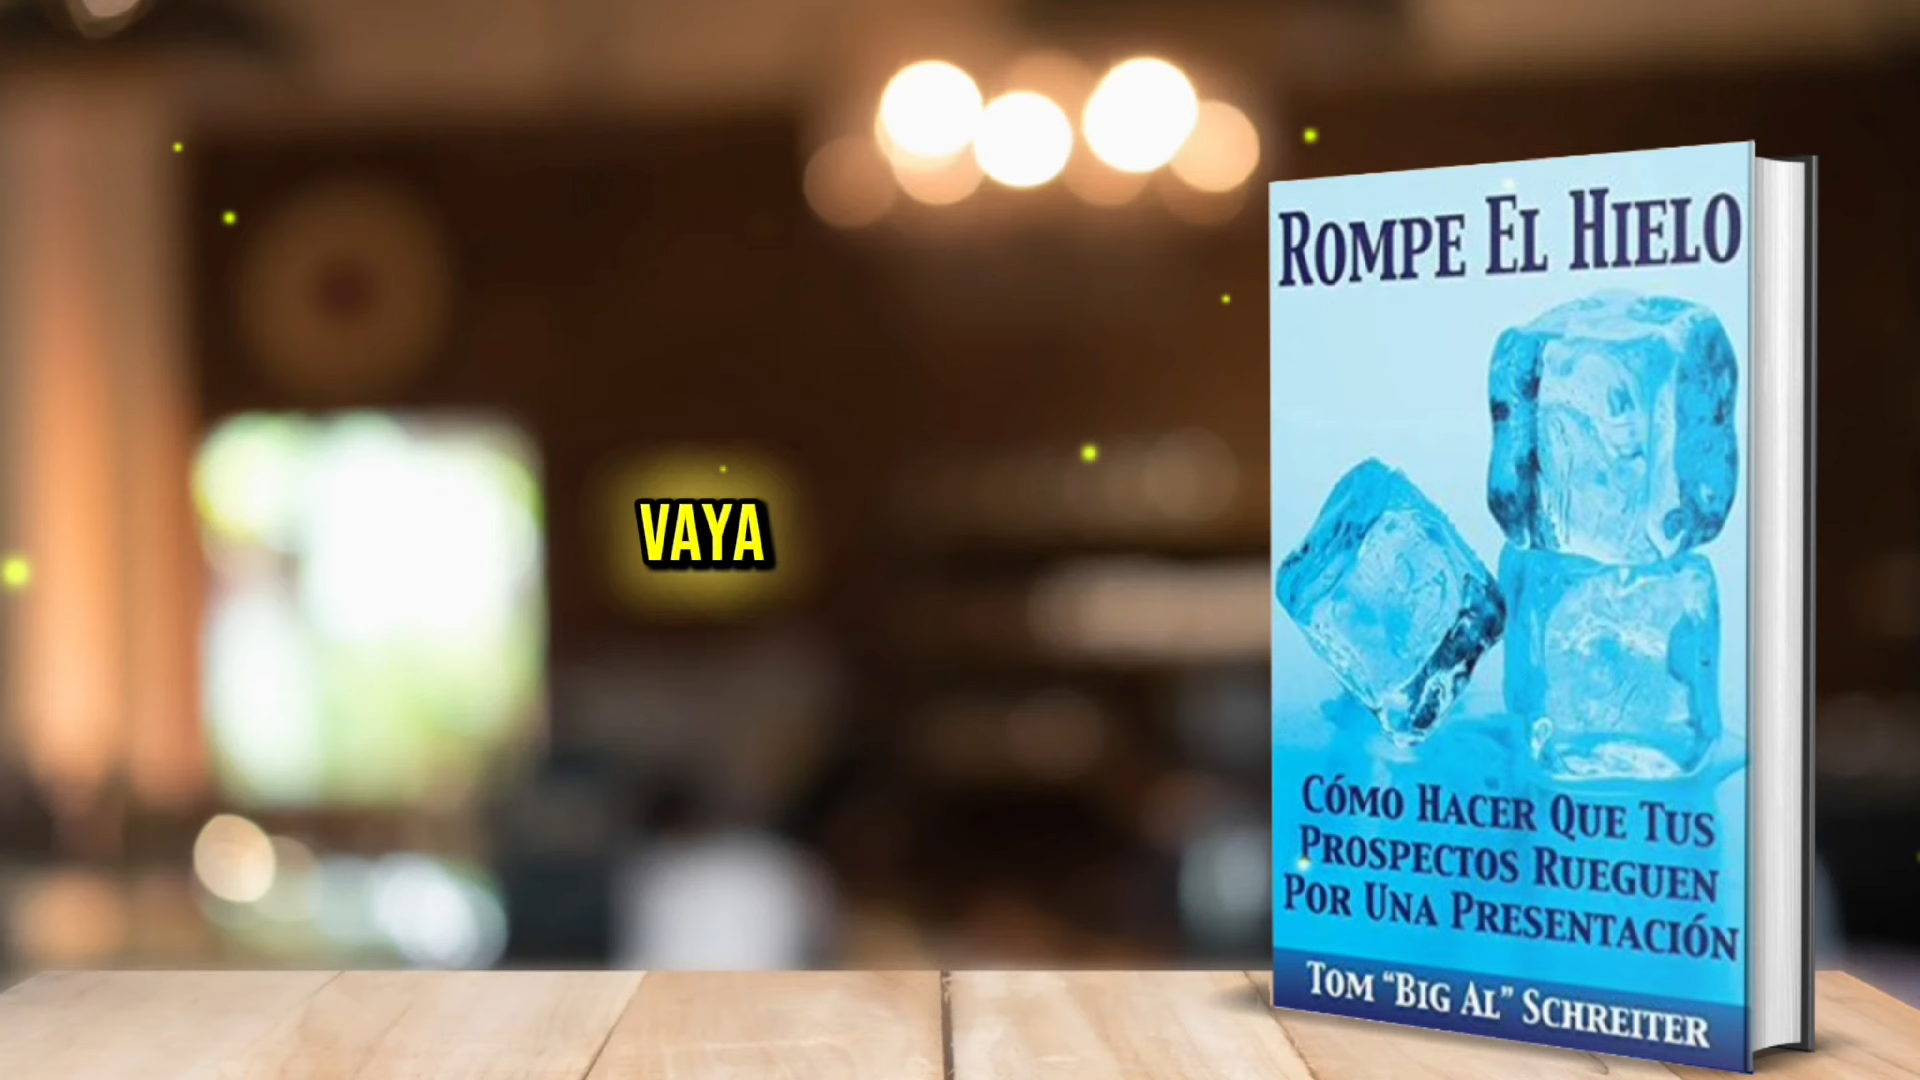 VAYA
ROMPE EL HIELO
CÓMO HACER QUE TUS
PROSPECTOS RUEGUEN
POR UNA PRESENTACIÓN
TOM “BIG AL” SCHREITER